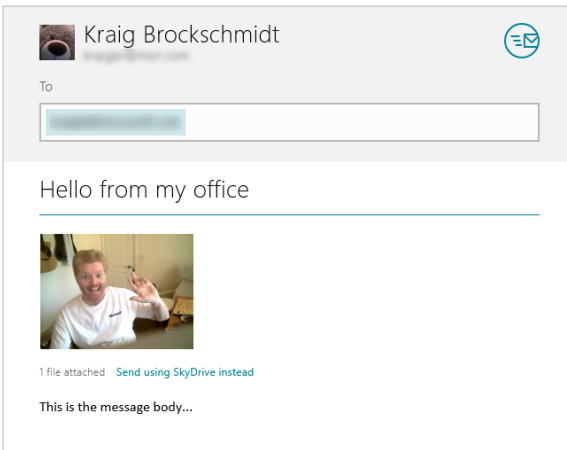 Kraig Brockschmidt
To
Hello from my office
1 file attached Send using SkyDrive instead
This is the message body...